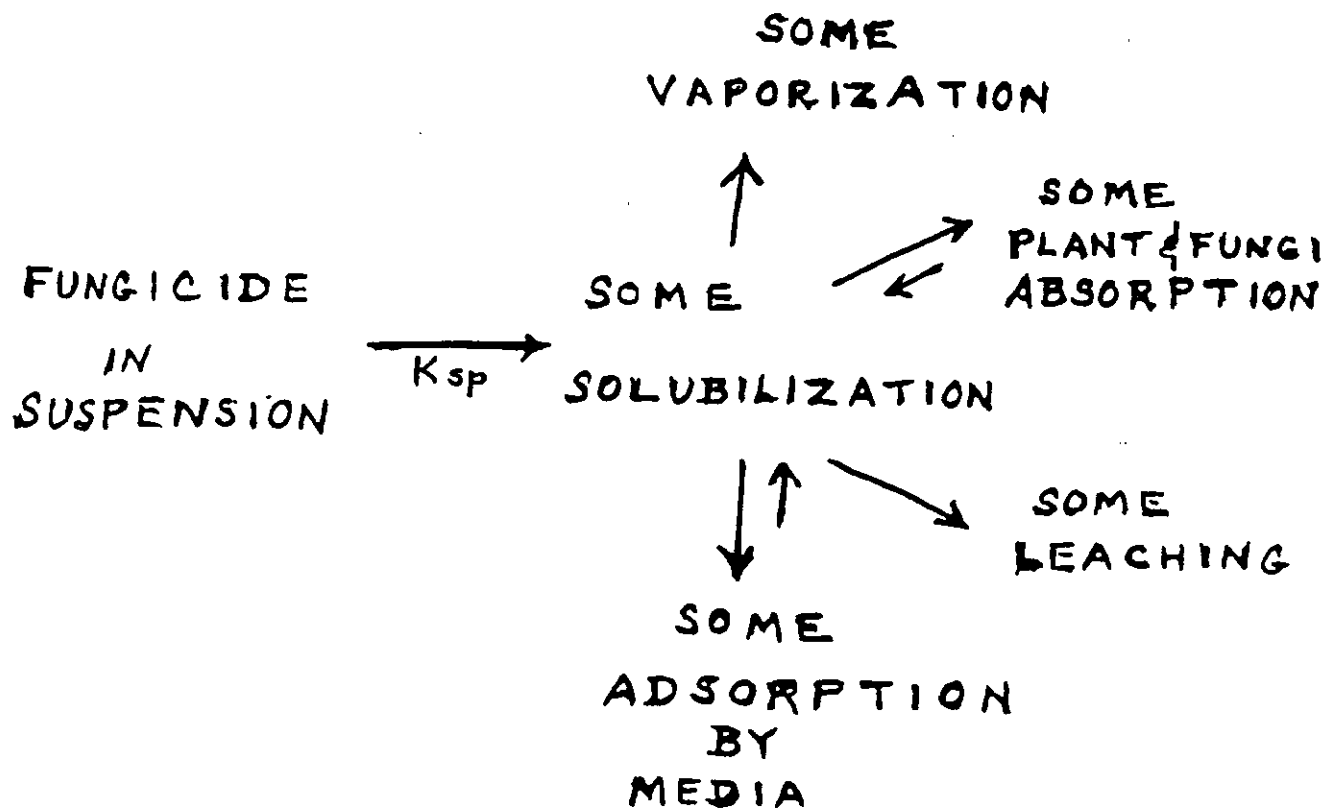 SOME
VAPORIZATION
SOME
PLANT & FUNGI
ABSORPTION
FUNGICIDE
IN
SUSPENSION
Ksp
SOME
SOLUBILIZATION
SOME
LEACHING
SOME
ADSORPTION
BY
MEDIA